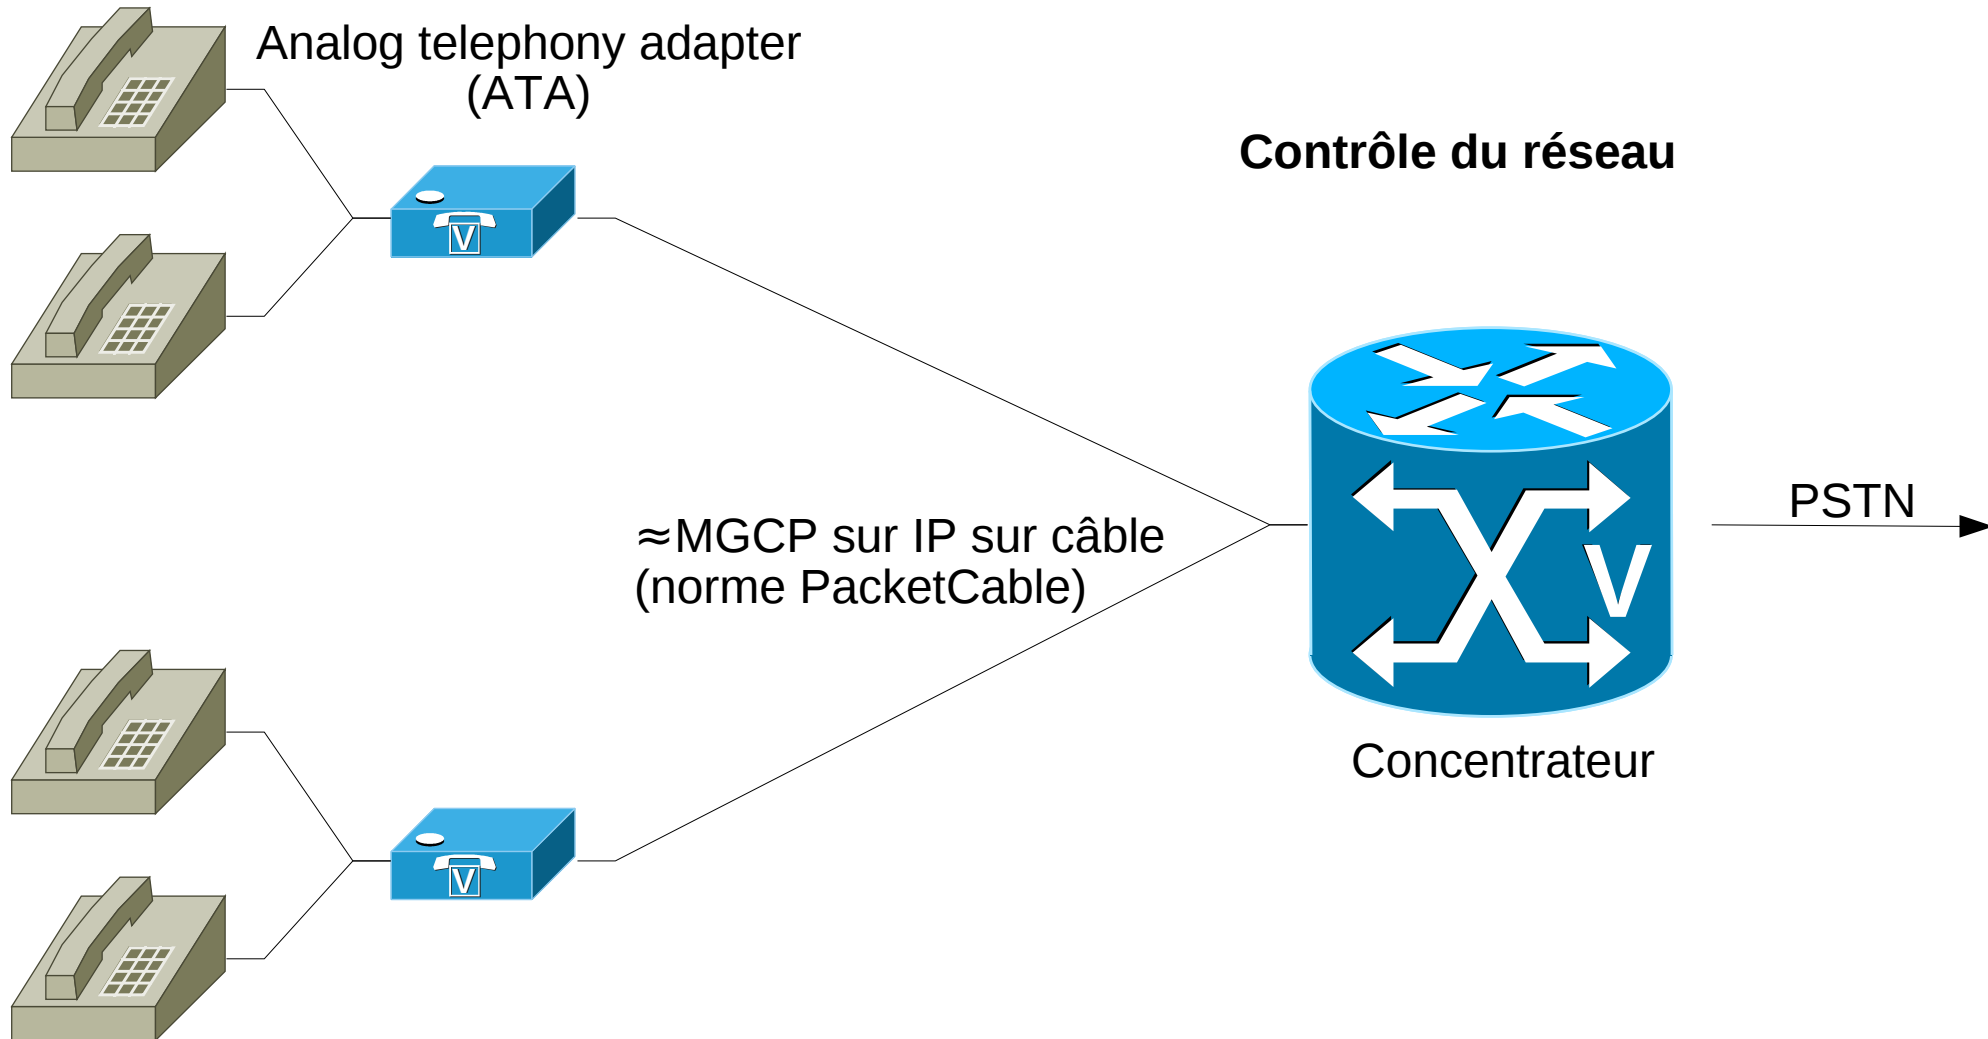 Analog telephony adapter
(ATA)
Contrôle du réseau
V
≈MGCP sur IP sur câble
(norme PacketCable)
PSTN
V
Concentrateur
V